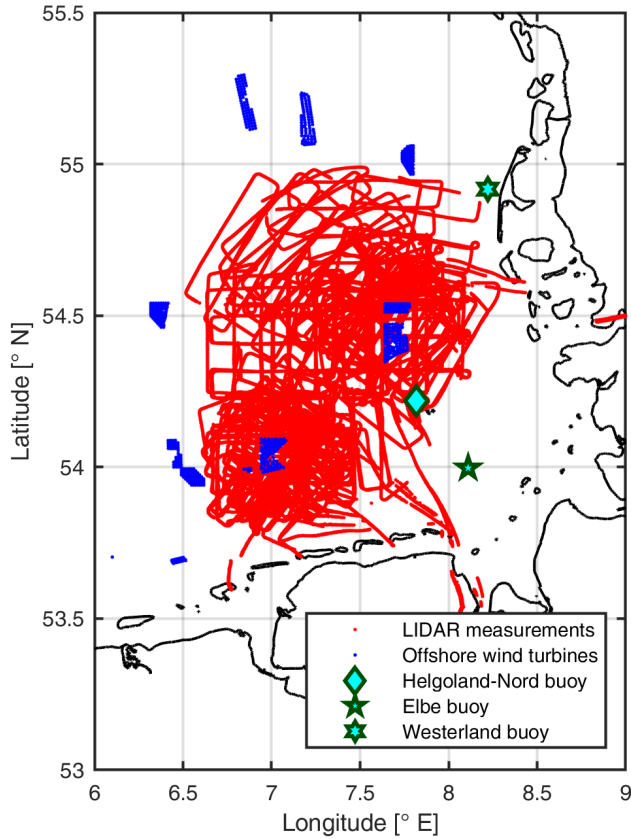 55.5
55
54.5
54
53.5
53
Latitude [° N]
6
6.5
7
7.5
8
8.5
9
Longitude [° E]
LIDAR measurements
Offshore wind turbines
Helgoland-Nord buoy
Elbe buoy
Westerland buoy